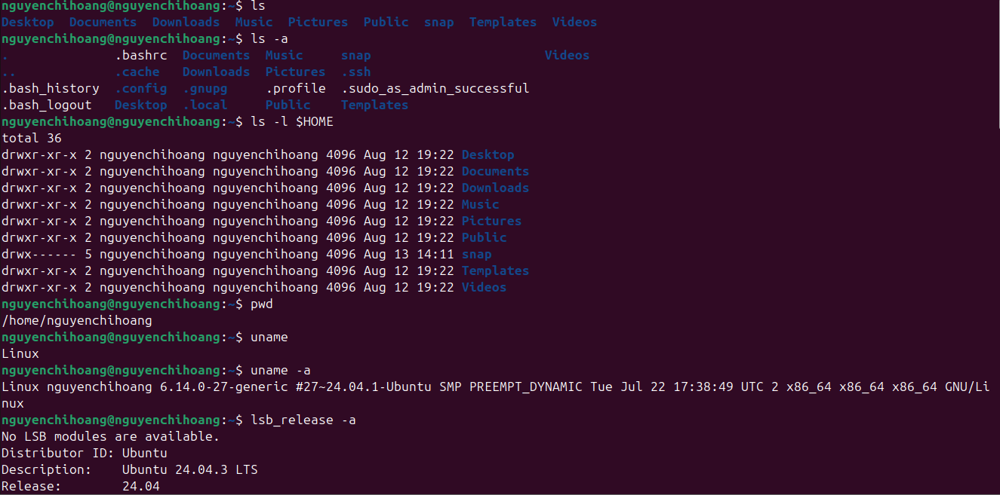 nguyenchihoang@nguyenchihoang:~$ ls
Desktop  Documents  Downloads  Music  Pictures  Public  snap  Templates  Videos
nguyenchihoang@nguyenchihoang:~$ ls -a
.              .bashrc  Documents  Music     snap                       Videos
..             .cache   Downloads  Pictures  .ssh
.bash_history  .config  .gnupg     .profile  .sudo_as_admin_successful
.bash_logout   Desktop  .local     Public    Templates
nguyenchihoang@nguyenchihoang:~$ ls -l $HOME
total 36
drwxr-xr-x 2 nguyenchihoang nguyenchihoang 4096 Aug 12 19:22 Desktop
drwxr-xr-x 2 nguyenchihoang nguyenchihoang 4096 Aug 12 19:22 Documents
drwxr-xr-x 2 nguyenchihoang nguyenchihoang 4096 Aug 12 19:22 Downloads
drwxr-xr-x 2 nguyenchihoang nguyenchihoang 4096 Aug 12 19:22 Music
drwxr-xr-x 2 nguyenchihoang nguyenchihoang 4096 Aug 12 19:22 Pictures
drwxr-xr-x 2 nguyenchihoang nguyenchihoang 4096 Aug 12 19:22 Public
drwx------ 5 nguyenchihoang nguyenchihoang 4096 Aug 13 14:11 snap
drwxr-xr-x 2 nguyenchihoang nguyenchihoang 4096 Aug 12 19:22 Templates
drwxr-xr-x 2 nguyenchihoang nguyenchihoang 4096 Aug 12 19:22 Videos
nguyenchihoang@nguyenchihoang:~$ pwd
/home/nguyenchihoang
nguyenchihoang@nguyenchihoang:~$ uname
Linux
nguyenchihoang@nguyenchihoang:~$ uname -a
Linux nguyenchihoang 6.14.0-27-generic #27~24.04.1-Ubuntu SMP PREEMPT_DYNAMIC Tue Jul 22 17:38:49 UTC 2 x86_64 x86_64 x86_64 GNU/Li
nux
nguyenchihoang@nguyenchihoang:~$ lsb_release -a
No LSB modules are available.
Distributor ID: Ubuntu
Description:    Ubuntu 24.04.3 LTS
Release:        24.04